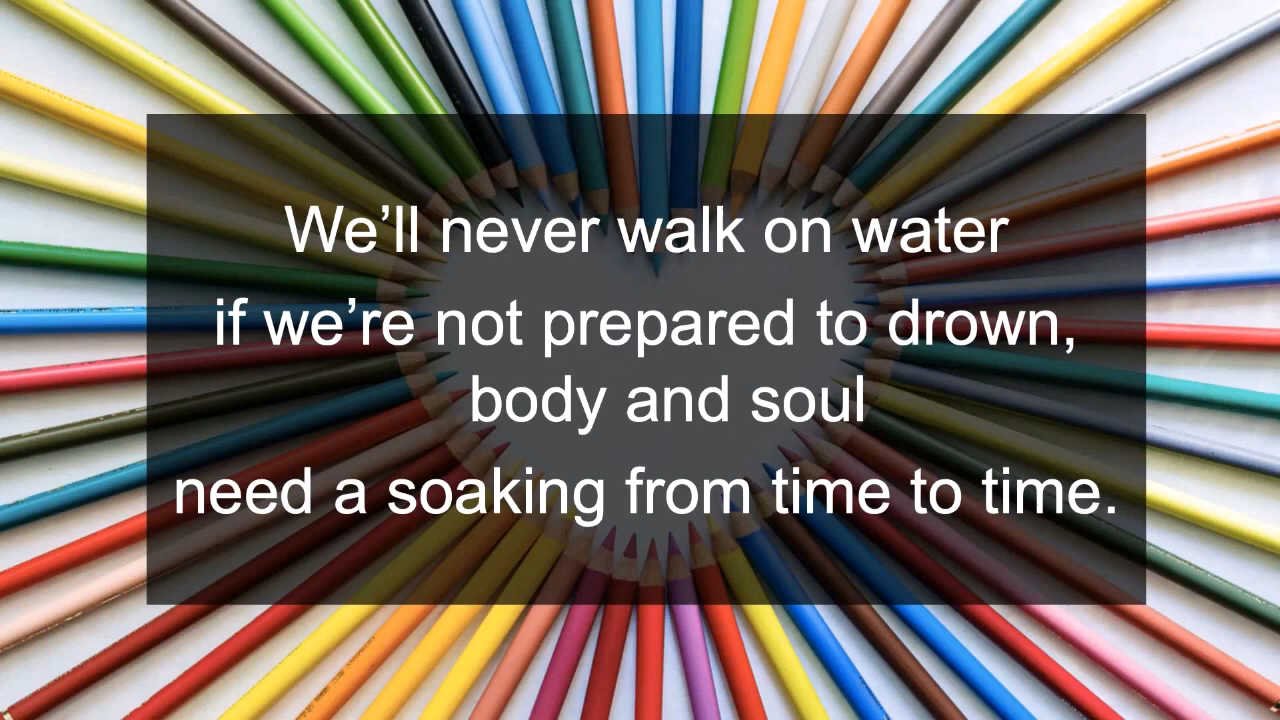 We’ll never walk on water
if we’re not prepared to drown,
body and soul
need a soaking from time to time.